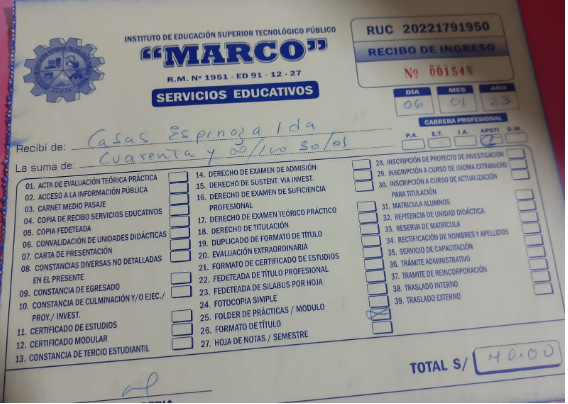 INSTITUTO DE EDUCACIÓN SUPERIOR TECNOLÓGICO PÚBLICO
"MARCO"
R.M. Nº 1951 - ED 91 - 12 - 27
SERVICIOS EDUCATIVOS
RUC 20221791950
RECIBO DE INGRESO
Nº 001548
DÍA MES AÑO
06 01 23
CARRERA PROFESIONAL
P.A. E.T. I.A. APSTI D.M.
Recibí de: Casas Espinoza Ida
La suma de: Cuarenta y 00/100 soles
01. ACTA DE EVALUACIÓN TEÓRICA PRÁCTICA
02. ACCESO A LA INFORMACIÓN PÚBLICA
03. CARNET MEDIO PASAJE
04. COPIA DE RECIBO SERVICIOS EDUCATIVOS
05. COPIA FEDETEADA
06. CONVALIDACIÓN DE UNIDADES DIDÁCTICAS
07. CARTA DE PRESENTACIÓN
08. CONSTANCIAS DIVERSAS NO DETALLADAS
EN EL PRESENTE
09. CONSTANCIA DE EGRESADO
10. CONSTANCIA DE CULMINACIÓN Y/O EJEC./
PROY./ INVEST.
11. CERTIFICADO DE ESTUDIOS
12. CERTIFICADO MODULAR
13. CONSTANCIA DE TERCIO ESTUDIANTIL
14. DERECHO DE EXAMEN DE ADMISIÓN
15. DERECHO DE SUSTENT. VIA INVEST.
16. DERECHO DE EXAMEN DE SUFICIENCIA
PROFESIONAL
17. DERECHO DE EXAMEN TEÓRICO PRÁCTICO
18. DERECHO DE TITULACIÓN
19. DUPLICADO DE FORMATO DE TÍTULO
20. EVALUACIÓN EXTRAORDINARIA
21. FORMATO DE CERTIFICADO DE ESTUDIOS
22. FEDETEADA DE TÍTULO PROFESIONAL
23. FEDETEADA DE SILABUS POR HOJA
24. FOTOCOPIA SIMPLE
25. FOLDER DE PRÁCTICAS / MODULO
26. FORMATO DE TÍTULO
27. HOJA DE NOTAS / SEMESTRE
28. INSCRIPCIÓN DE PROYECTO DE INVESTIGACIÓN
29. INSCRIPCIÓN A CURSO DE IDIOMA EXTRANJERO
30. INSCRIPCIÓN A CURSO DE ACTUALIZACIÓN
PARA TITULACIÓN
31. MATRÍCULA ALUMNOS
32. REPITENCIA DE UNIDAD DIDÁCTICA
33. RESERVA DE MATRÍCULA
34. RECTIFICACIÓN DE NOMBRES Y APELLIDOS
35. SERVICIO DE CAPACITACIÓN
36. TRÁMITE ADMINISTRATIVO
37. TRAMITE DE REINCORPORACIÓN
38. TRASLADO INTERNO
39. TRASLADO EXTERNO
TOTAL S/ 40.00